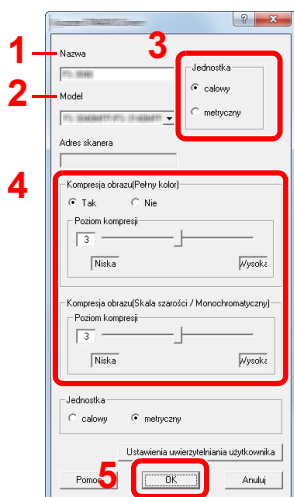 1
Nazwa
3
Jednostka
calowy
metryczny
2
Model
Adres skanera
4
Kompresja obrazu(Pełny kolor)
Tak Nie
Poziom kompresji
3
Niska Wysoka
Kompresja obrazu(Skala szarości / Monochromatyczny)
Poziom kompresji
3
Niska Wysoka
Jednostka
calowy metryczny
Ustawienia uwierzytelniania użytkownika
5
Pomoc OK Anuluj